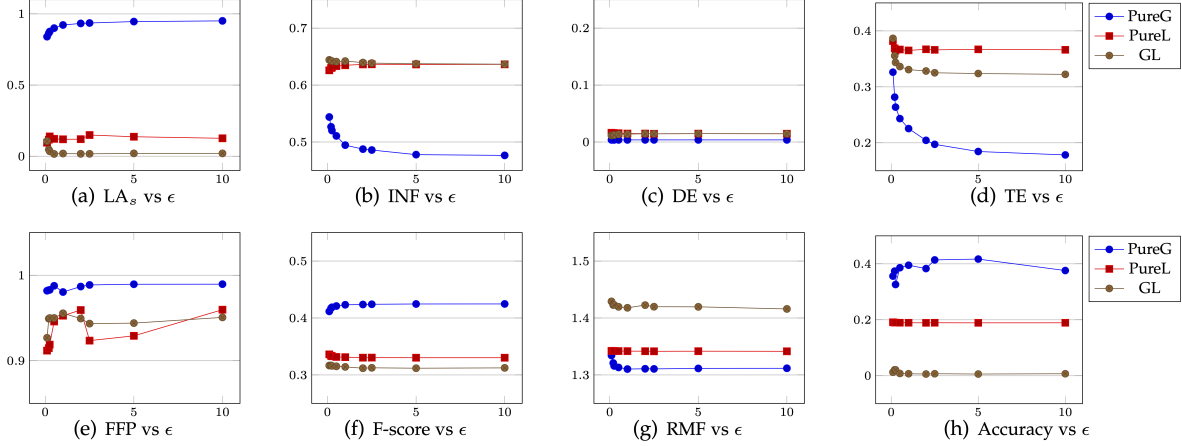 1
0.5
0
0 5 10
(a) LAₛ vs ϵ
0.7
0.6
0.5
0 5 10
(b) INF vs ϵ
0.2
0.1
0
0 5 10
(c) DE vs ϵ
0.4
0.3
0.2
0 5 10
(d) TE vs ϵ
PureG
PureL
GL
1
0.9
0 5 10
(e) FFP vs ϵ
0.5
0.4
0.3
0 5 10
(f) F-score vs ϵ
1.5
1.4
1.3
0 5 10
(g) RMF vs ϵ
0.4
0.2
0
0 5 10
(h) Accuracy vs ϵ
PureG
PureL
GL